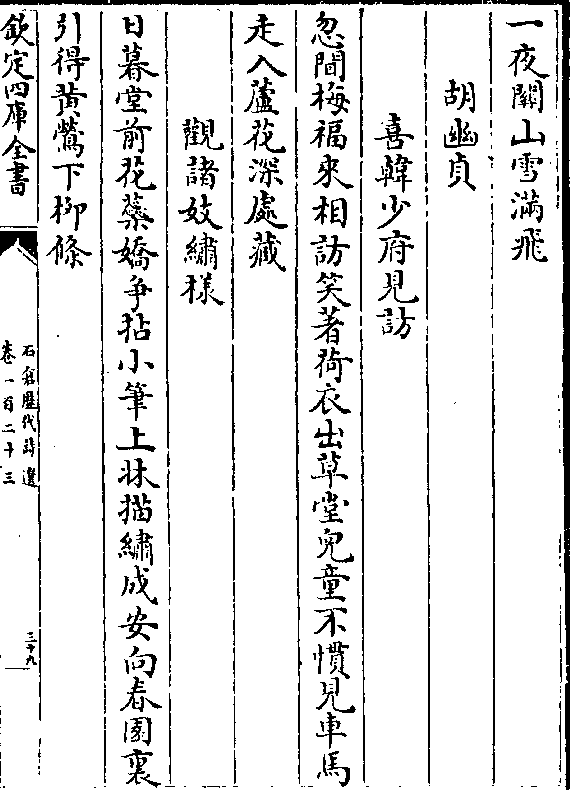 一夜關山雪滿飛
胡幽貞
喜韓少府見訪
忽聞梅福來相訪笑著荷衣出草堂兒童不慣見車馬
走入蘆花深處藏
觀諸妓繡様
日暮堂前花蘂嬌爭拈小筆上牀描繡成安向春園裏
引得黄鶯下柳條
欽定四庫全書
石倉歴代詩選
卷一百二十三
三十九